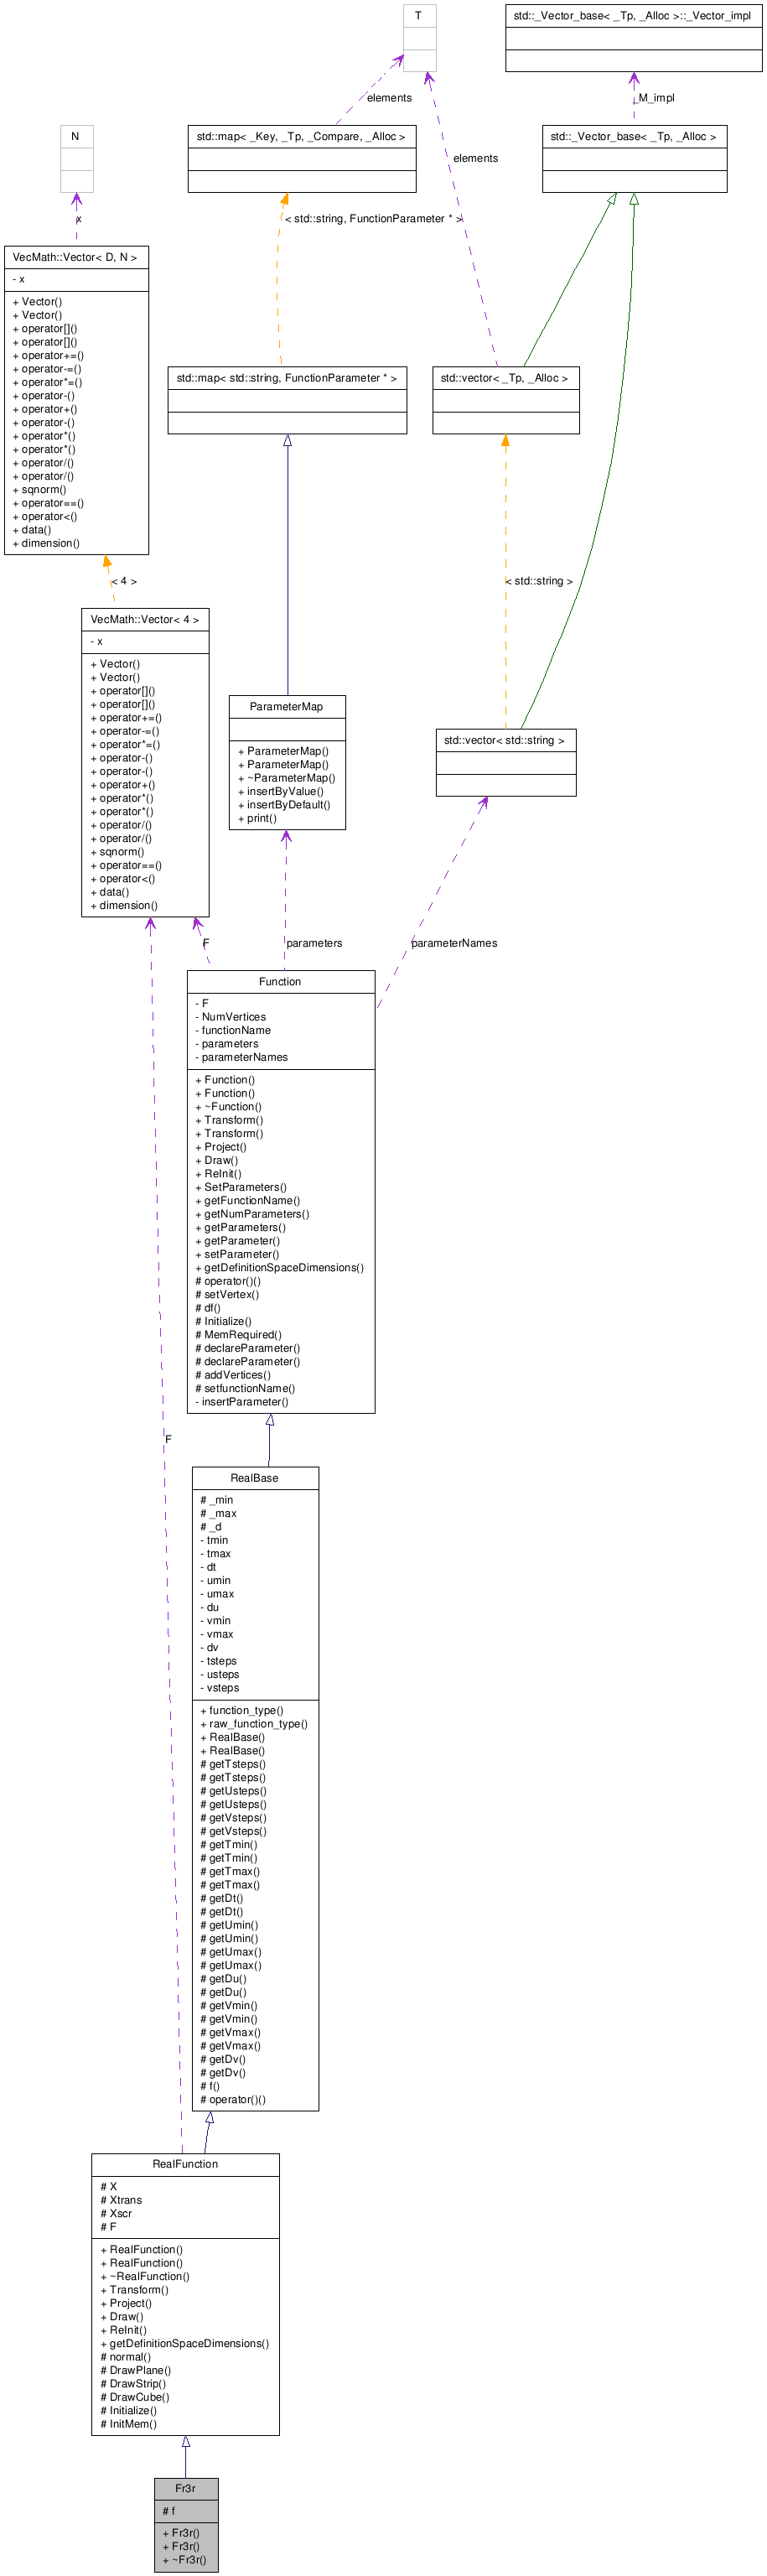 T
std::_Vector_base< _Tp, _Alloc >::_Vector_impl
elements
_M_impl
N
std::map< _Key, _Tp, _Compare, _Alloc >
std::_Vector_base< _Tp, _Alloc >
elements
x
< std::string, FunctionParameter * >
VecMath::Vector< D, N >
- x
+ Vector()
+ Vector()
+ operator[]()
+ operator[]()
+ operator+=()
+ operator-=()
+ operator*=()
+ operator-()
+ operator+()
+ operator-()
+ operator*()
+ operator*()
+ operator/()
+ operator/()
+ sqnorm()
+ operator==()
+ operator<()
+ data()
+ dimension()
std::map< std::string, FunctionParameter * >
std::vector< _Tp, _Alloc >
< 4 >
< std::string >
VecMath::Vector< 4 >
- x
+ Vector()
+ Vector()
+ operator[]()
+ operator[]()
+ operator+=()
+ operator-=()
+ operator*=()
+ operator-()
+ operator-()
+ operator+()
+ operator*()
+ operator*()
+ operator/()
+ operator/()
+ sqnorm()
+ operator==()
+ operator<()
+ data()
+ dimension()
ParameterMap
+ ParameterMap()
+ ParameterMap()
+ ~ParameterMap()
+ insertByValue()
+ insertByDefault()
+ print()
std::vector< std::string >
F
parameters
parameterNames
Function
- F
- NumVertices
- functionName
- parameters
- parameterNames
+ Function()
+ Function()
+ ~Function()
+ Transform()
+ Transform()
+ Project()
+ Draw()
+ ReInit()
+ SetParameters()
+ getFunctionName()
+ getNumParameters()
+ getParameters()
+ getParameter()
+ setParameter()
+ getDefinitionSpaceDimensions()
# operator()()
# setVertex()
# df()
# Initialize()
# MemRequired()
# declareParameter()
# declareParameter()
# addVertices()
# setfunctionName()
- insertParameter()
F
RealBase
# _min
# _max
# _d
- tmin
- tmax
- dt
- umin
- umax
- du
- vmin
- vmax
- dv
- tsteps
- usteps
- vsteps
+ function_type()
+ raw_function_type()
+ RealBase()
+ RealBase()
# getTsteps()
# getTsteps()
# getUsteps()
# getUsteps()
# getVsteps()
# getVsteps()
# getTmin()
# getTmin()
# getTmax()
# getTmax()
# getDt()
# getDt()
# getUmin()
# getUmin()
# getUmax()
# getUmax()
# getDu()
# getDu()
# getVmin()
# getVmin()
# getVmax()
# getVmax()
# getDv()
# getDv()
# f()
# operator()()
RealFunction
# X
# Xtrans
# Xscr
# F
+ RealFunction()
+ RealFunction()
+ ~RealFunction()
+ Transform()
+ Project()
+ Draw()
+ ReInit()
+ getDefinitionSpaceDimensions()
# normal()
# DrawPlane()
# DrawStrip()
# DrawCube()
# Initialize()
# InitMem()
Fr3r
# f
+ Fr3r()
+ Fr3r()
+ ~Fr3r()